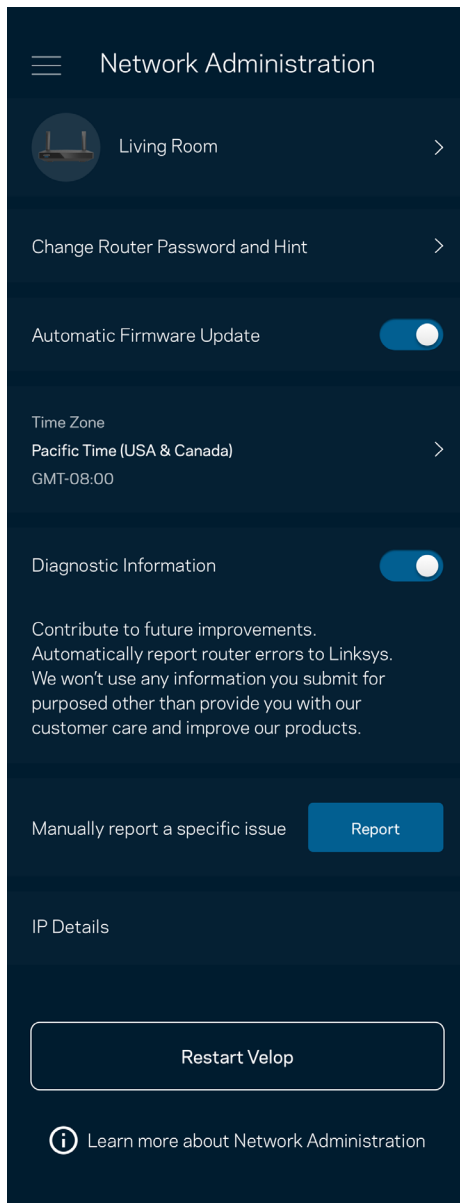 Network Administration
Living Room
Change Router Password and Hint
Automatic Firmware Update
Time Zone
Pacific Time (USA & Canada)
GMT-08:00
Diagnostic Information
Contribute to future improvements.
Automatically report router errors to Linksys.
We won't use any information you submit for
purposed other than provide you with our
customer care and improve our products.
Manually report a specific issue
Report
IP Details
Restart Velop
Learn more about Network Administration